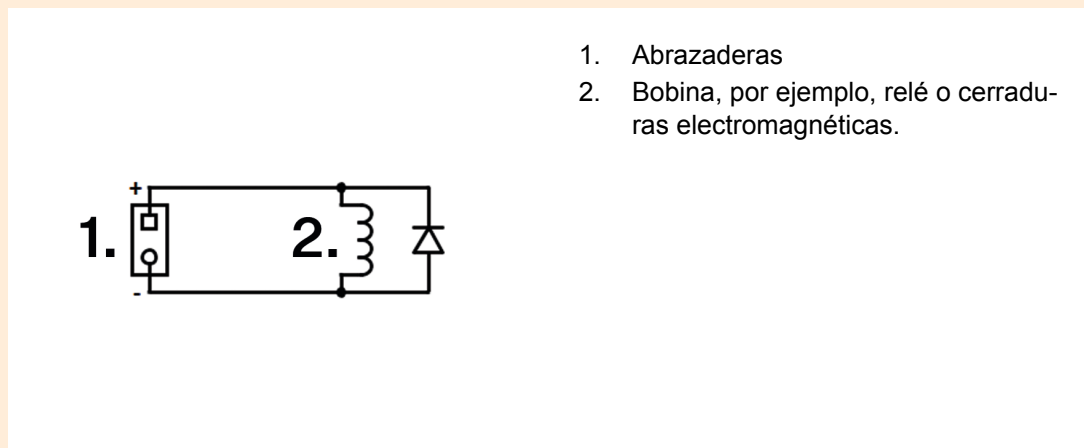 1. Abrazaderas
2. Bobina, por ejemplo, relé o cerradu-
ras electromagnéticas.
+
1.
2.
-